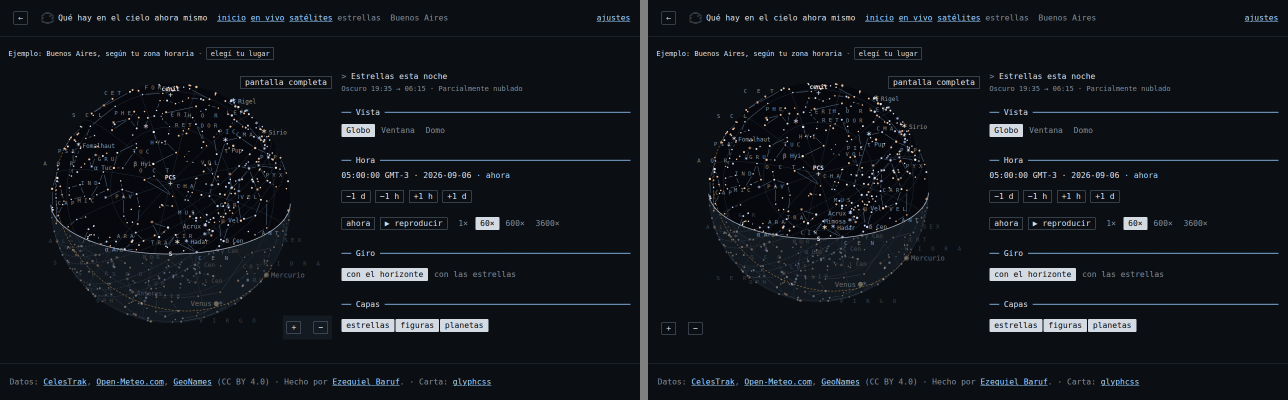 ← Qué hay en el cielo ahora mismo inicio en vivo satélites estrellas Buenos Aires ajustes
Ejemplo: Buenos Aires, según tu zona horaria · elegí tu lugar
pantalla completa
cenit
Rigel
Sirio
Fomalhaut
α Tuc
β Hyi
PCS
τ Pup
Acrux
Hadar
S
Mercurio
Venus
VIRGO
+ −
> Estrellas esta noche
Oscuro 19:35 → 06:15 · Parcialmente nublado
Vista
Globo Ventana Domo
Hora
05:00:00 GMT-3 · 2026-09-06 · ahora
−1 d −1 h +1 h +1 d
ahora ▶ reproducir 1× 60× 600× 3600×
Giro
con el horizonte con las estrellas
Capas
estrellas figuras planetas
Datos: CelesTrak, Open-Meteo.com, GeoNames (CC BY 4.0) · Hecho por Ezequiel Baruf. · Carta: glyphcss
← Qué hay en el cielo ahora mismo inicio en vivo satélites estrellas Buenos Aires ajustes
Ejemplo: Buenos Aires, según tu zona horaria · elegí tu lugar
pantalla completa
cenit
Rigel
Sirio
Fomalhaut
α Tuc
β Hyi
PCS
τ Pup
Acrux
Mimosa
Hadar
S
Mercurio
Venus
+ −
> Estrellas esta noche
Oscuro 19:35 → 06:15 · Parcialmente nublado
Vista
Globo Ventana Domo
Hora
05:00:00 GMT-3 · 2026-09-06 · ahora
−1 d −1 h +1 h +1 d
ahora ▶ reproducir 1× 60× 600× 3600×
Giro
con el horizonte con las estrellas
Capas
estrellas figuras planetas
Datos: CelesTrak, Open-Meteo.com, GeoNames (CC BY 4.0) · Hecho por Ezequiel Baruf. · Carta: glyphcss